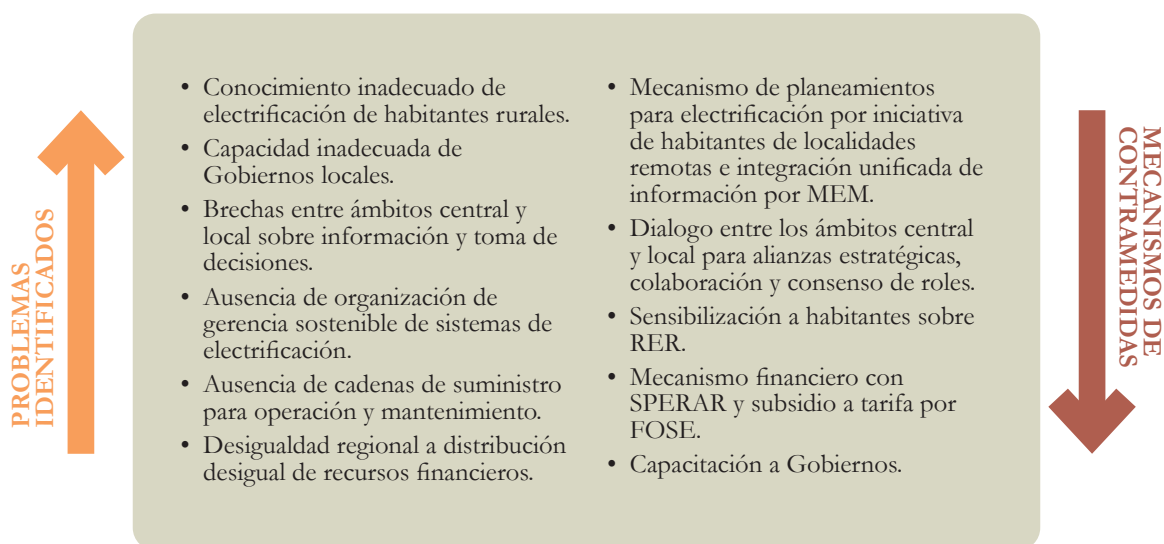 PROBLEMAS
IDENTIFICADOS
• Conocimiento inadecuado de
electrificación de habitantes rurales.
• Capacidad inadecuada de
Gobiernos locales.
• Brechas entre ámbitos central y
local sobre información y toma de
decisiones.
• Ausencia de organización de
gerencia sostenible de sistemas de
electrificación.
• Ausencia de cadenas de suministro
para operación y mantenimiento.
• Desigualdad regional a distribución
desigual de recursos financieros.
• Mecanismo de planeamientos
para electrificación por iniciativa
de habitantes de localidades
remotas e integración unificada de
información por MEM.
• Dialogo entre los ámbitos central
y local para alianzas estratégicas,
colaboración y consenso de roles.
• Sensibilización a habitantes sobre
RER.
• Mecanismo financiero con
SPERAR y subsidio a tarifa por
FOSE.
• Capacitación a Gobiernos.
MECANISMOS DE
CONTRAMEDIDAS